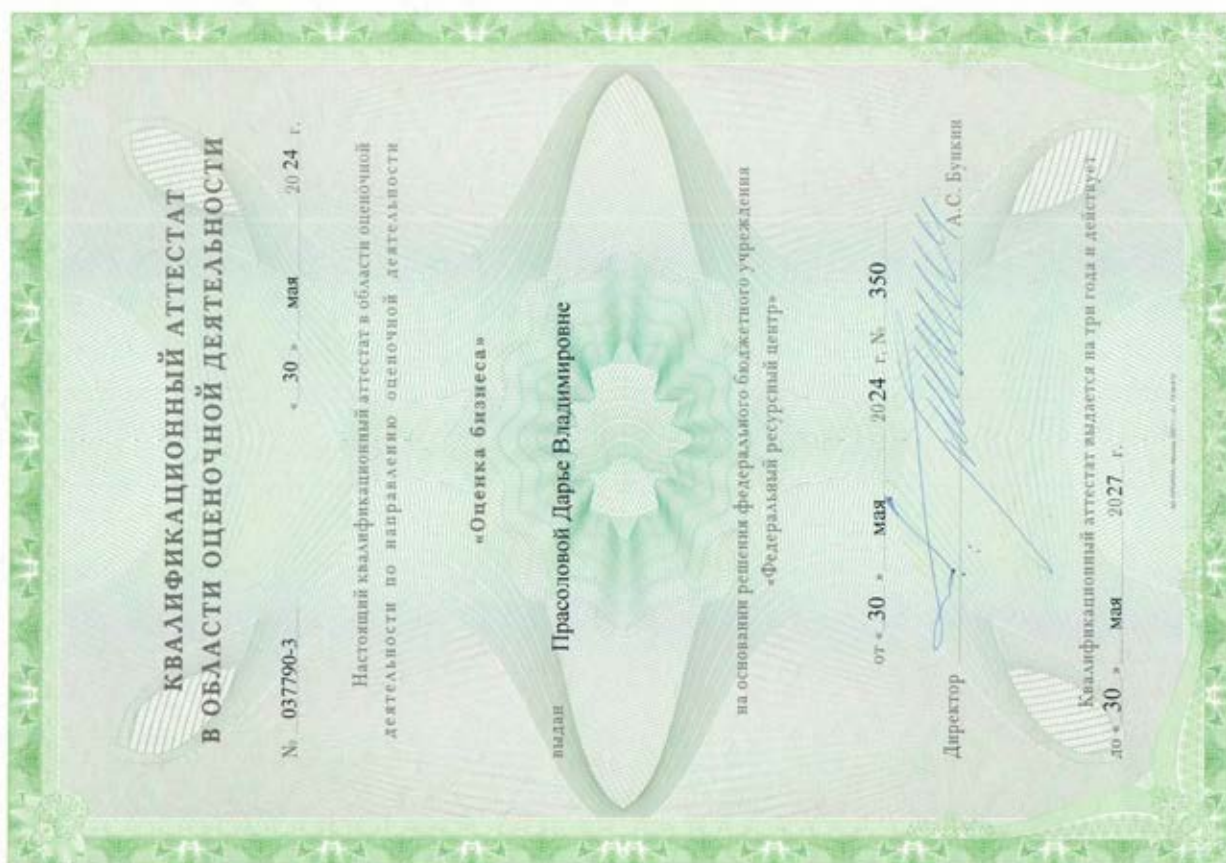 КВАЛИФИКАЦИОННЫЙ АТТЕСТАТ
В ОБЛАСТИ ОЦЕНОЧНОЙ ДЕЯТЕЛЬНОСТИ
№ 037790-3 « 30 » мая 2024 г.
Настоящий квалификационный аттестат в области оценочной
деятельности по направлению оценочной деятельности
«Оценка бизнеса»
выдан Прасоловой Дарье Владимировне
на основании решения федерального бюджетного учреждения
«Федеральный ресурсный центр»
от « 30 » мая 2024 г. № 350
Директор А.С. Бункин
Квалификационный аттестат выдается на три года и действует
до « 30 » мая 2027 г.